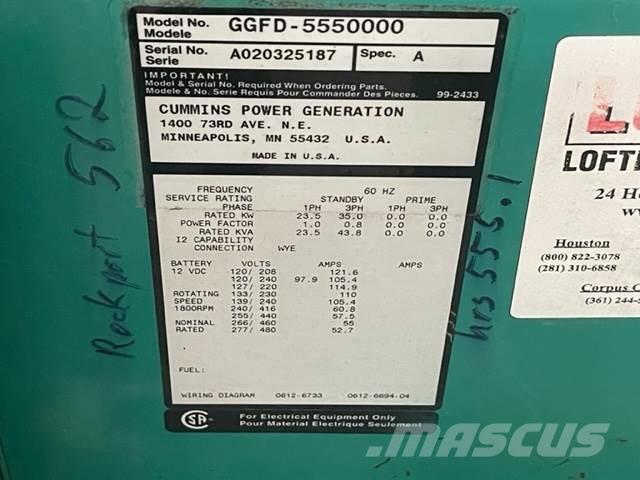 Model No. GGFD-5550000
Modele
Serial No. A020325187 Spec. A
Serie
IMPORTANT!
Model & Serial No. Required When Ordering Parts.
Modele & No. Serie Requis Pour Commander Des Pieces. 99-2433
CUMMINS POWER GENERATION
1400 73RD AVE. N.E.
MINNEAPOLIS, MN 55432 U.S.A.
MADE IN U.S.A.
FREQUENCY 60 HZ
SERVICE RATING STANDBY PRIME
PHASE 1PH 3PH 1PH 3PH
RATED KW 23.5 35.0 0.0 0.0
POWER FACTOR 1.0 0.8 0.0 0.0
RATED KVA 23.5 43.8 0.0 0.0
I2 CAPABILITY
CONNECTION WYE
BATTERY VOLTS AMPS AMPS
12 VDC 120/ 208 121.6
120/ 240 97.9 105.4
127/ 220 114.9
ROTATING 133/ 230 110
SPEED 139/ 240 105.4
1800RPM 240/ 416 60.8
255/ 440 57.5
NOMINAL 266/ 460 55
RATED 277/ 480 52.7
FUEL:
WIRING DIAGRAM 0612-6733 0612-6694-04
CSA
For Electrical Equipment Only
Pour Material Electrique Seulement
Rockport 562
hrs 555.1
LOFTI
24 H
Houston
(800) 822-3078
(281) 310-6858
Corpus C
(361) 244-
MASCUS